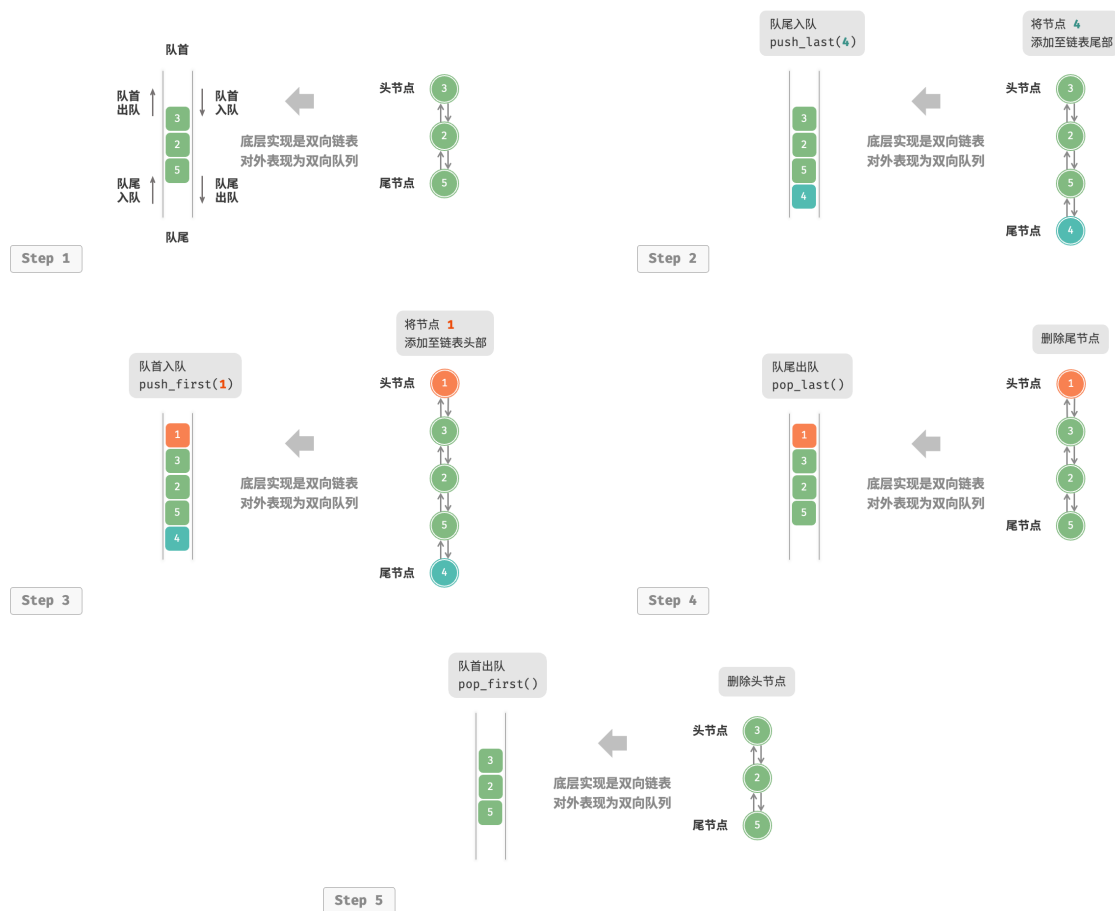 队首
队首
出队
队首
入队
3
2
5
队尾
入队
队尾
出队
队尾
底层实现是双向链表
对外表现为双向队列
头节点
3
2
尾节点
5
Step 1
队尾入队
push_last(4)
3
2
5
4
底层实现是双向链表
对外表现为双向队列
将节点 4
添加至链表尾部
头节点
3
2
5
尾节点
4
Step 2
队首入队
push_first(1)
1
3
2
5
4
底层实现是双向链表
对外表现为双向队列
将节点 1
添加至链表头部
头节点
1
3
2
5
尾节点
4
Step 3
队尾出队
pop_last()
1
3
2
5
底层实现是双向链表
对外表现为双向队列
删除尾节点
头节点
1
3
2
尾节点
5
Step 4
队首出队
pop_first()
3
2
5
底层实现是双向链表
对外表现为双向队列
删除头节点
头节点
3
2
尾节点
5
Step 5